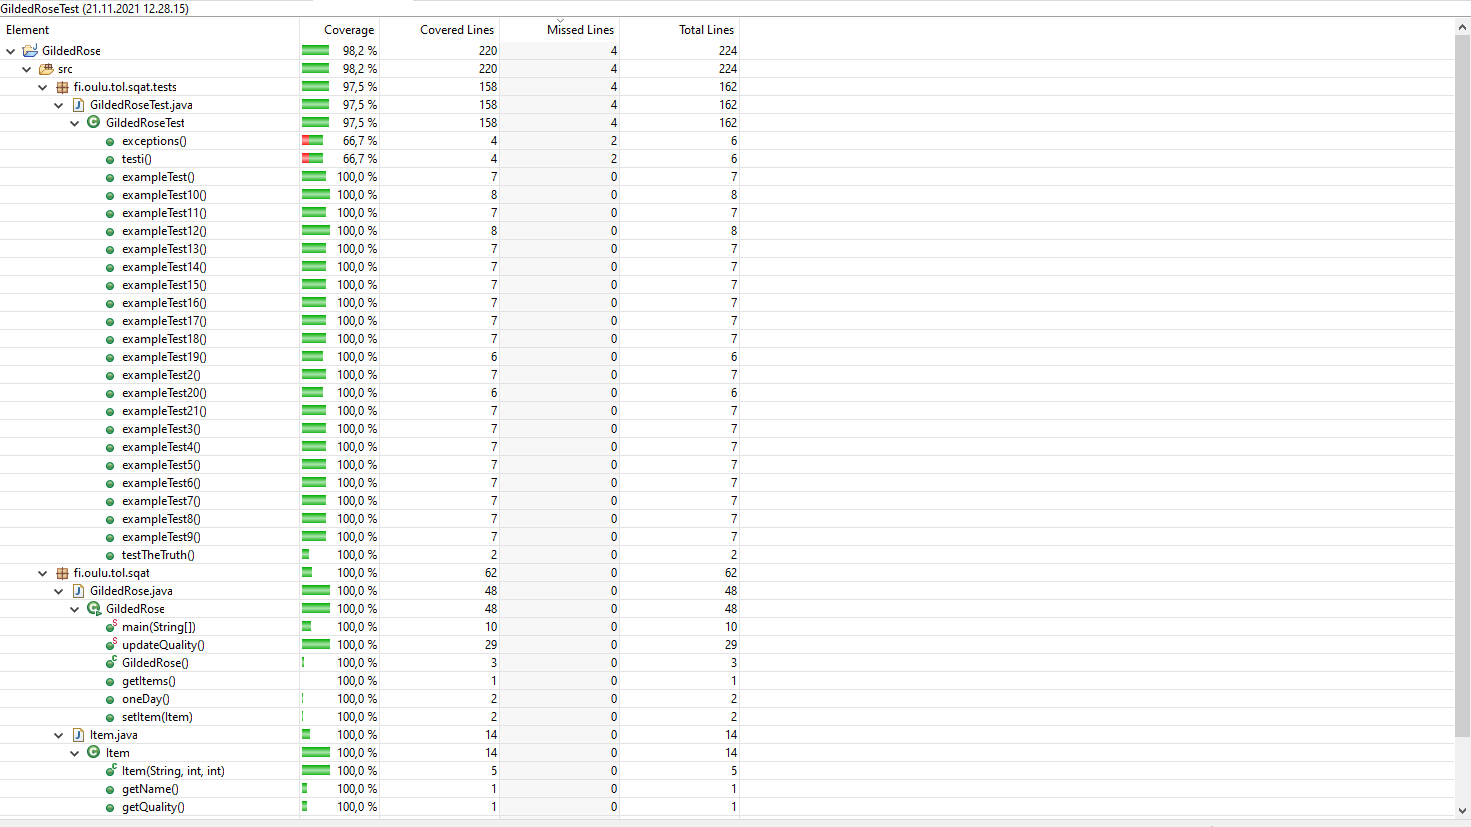 GildedRoseTest (21.11.2021 12.28.15)
Element Coverage Covered Lines Missed Lines Total Lines
GildedRose 98,2 % 220 4 224
src 98,2 % 220 4 224
fi.oulu.tol.sqat.tests 97,5 % 158 4 162
GildedRoseTest.java 97,5 % 158 4 162
GildedRoseTest 97,5 % 158 4 162
exceptions() 66,7 % 4 2 6
testi() 66,7 % 4 2 6
exampleTest() 100,0 % 7 0 7
exampleTest10() 100,0 % 8 0 8
exampleTest11() 100,0 % 7 0 7
exampleTest12() 100,0 % 8 0 8
exampleTest13() 100,0 % 7 0 7
exampleTest14() 100,0 % 7 0 7
exampleTest15() 100,0 % 7 0 7
exampleTest16() 100,0 % 7 0 7
exampleTest17() 100,0 % 7 0 7
exampleTest18() 100,0 % 7 0 7
exampleTest19() 100,0 % 6 0 6
exampleTest2() 100,0 % 7 0 7
exampleTest20() 100,0 % 6 0 6
exampleTest21() 100,0 % 7 0 7
exampleTest3() 100,0 % 7 0 7
exampleTest4() 100,0 % 7 0 7
exampleTest5() 100,0 % 7 0 7
exampleTest6() 100,0 % 7 0 7
exampleTest7() 100,0 % 7 0 7
exampleTest8() 100,0 % 7 0 7
exampleTest9() 100,0 % 7 0 7
testTheTruth() 100,0 % 2 0 2
fi.oulu.tol.sqat 100,0 % 62 0 62
GildedRose.java 100,0 % 48 0 48
GildedRose 100,0 % 48 0 48
main(String[]) 100,0 % 10 0 10
updateQuality() 100,0 % 29 0 29
GildedRose() 100,0 % 3 0 3
getItems() 100,0 % 1 0 1
oneDay() 100,0 % 2 0 2
setItem(Item) 100,0 % 2 0 2
Item.java 100,0 % 14 0 14
Item 100,0 % 14 0 14
Item(String, int, int) 100,0 % 5 0 5
getName() 100,0 % 1 0 1
getQuality() 100,0 % 1 0 1